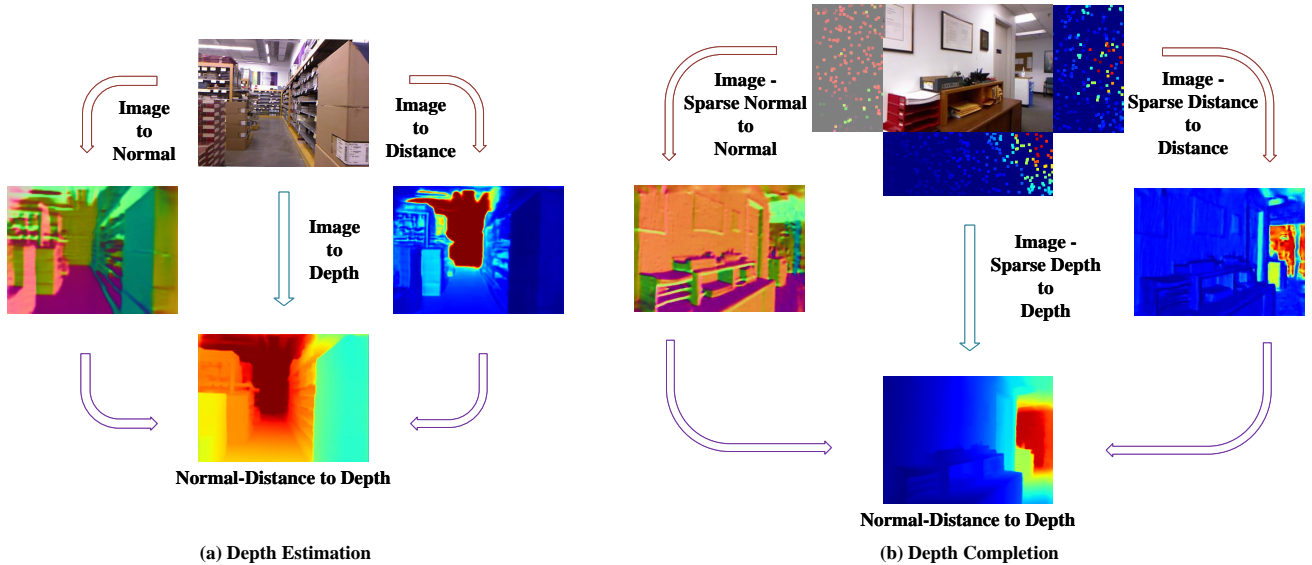 Image
to
Normal
Image
to
Distance
Image
to
Depth
Normal-Distance to Depth
(a) Depth Estimation
Image -
Sparse Normal
to
Normal
Image -
Sparse Distance
to
Distance
Image -
Sparse Depth
to
Depth
Normal-Distance to Depth
(b) Depth Completion